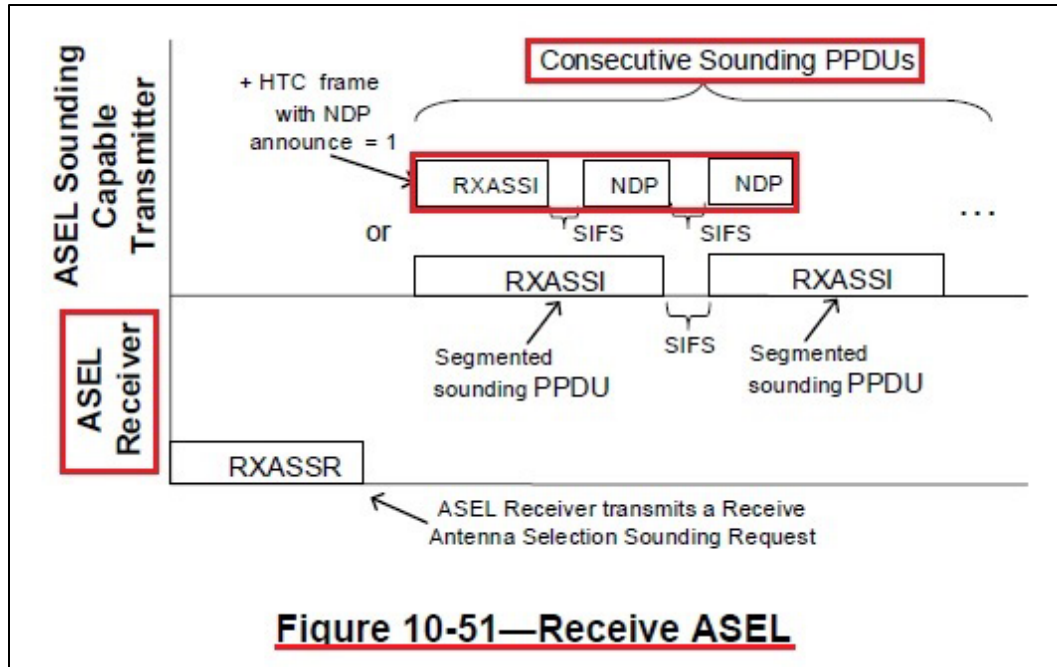 ASEL Sounding
Capable
Transmitter
Consecutive Sounding PPDUs
+ HTC frame
with NDP
announce = 1
RXASSI
NDP
NDP
SIFS
SIFS
...
or
RXASSI
RXASSI
SIFS
Segmented
sounding PPDU
Segmented
sounding PPDU
ASEL
Receiver
RXASSR
ASEL Receiver transmits a Receive
Antenna Selection Sounding Request
Figure 10-51—Receive ASEL